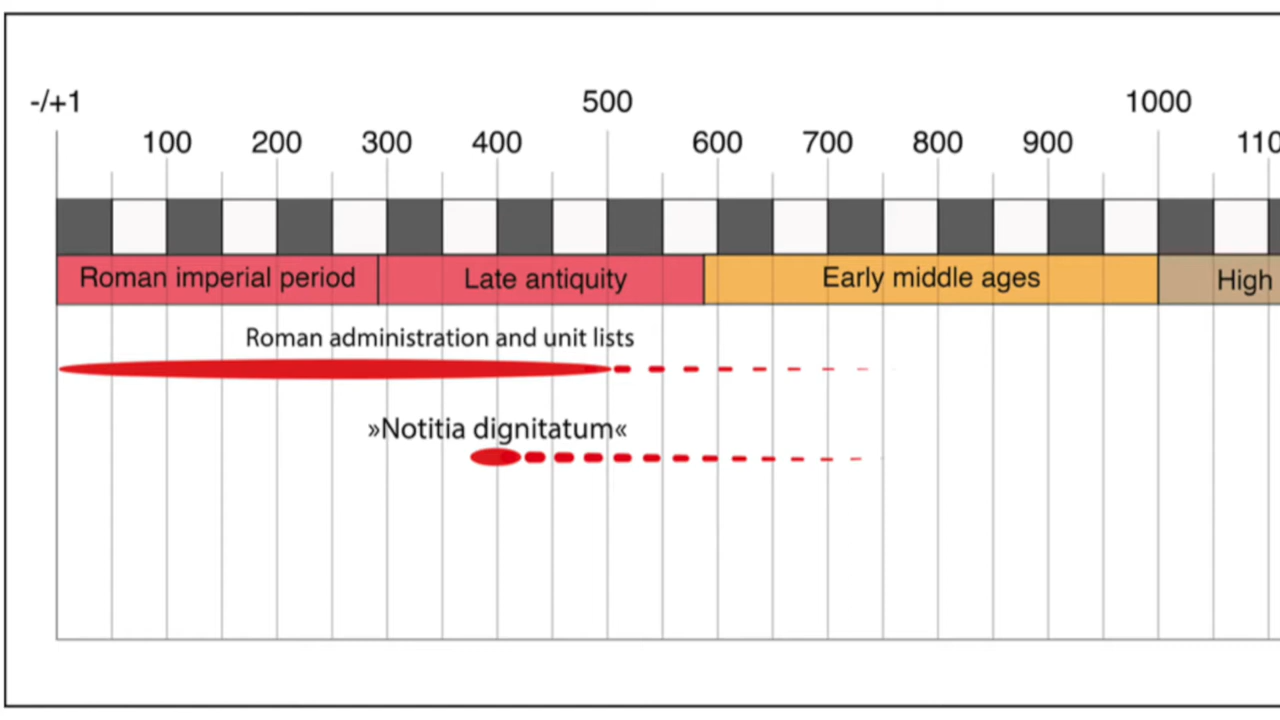 -/+1 500 1000
100 200 300 400 600 700 800 900 110
Roman imperial period Late antiquity Early middle ages High
Roman administration and unit lists
»Notitia dignitatum«